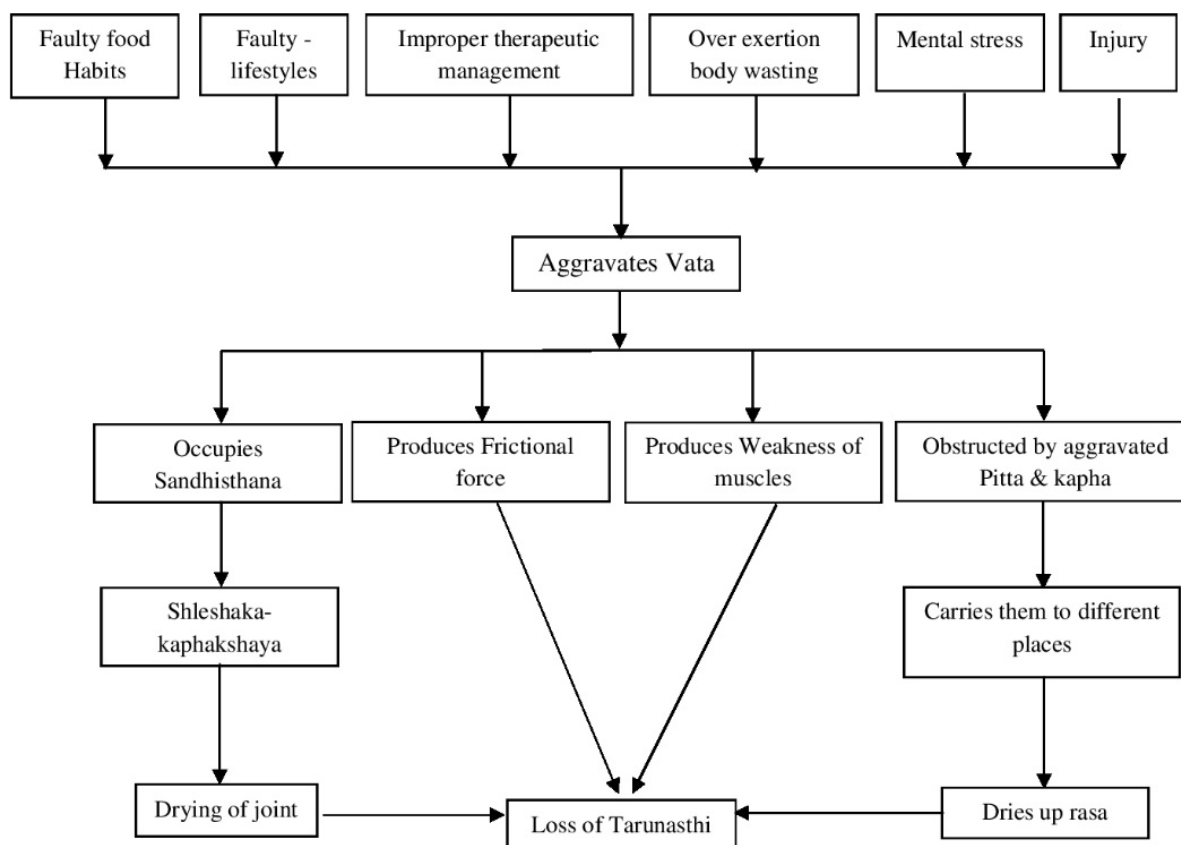 Faulty food
Habits
Faulty -
lifestyles
Improper therapeutic
management
Over exertion
body wasting
Mental stress
Injury
Aggravates Vata
Occupies
Sandhisthana
Produces Frictional
force
Produces Weakness of
muscles
Obstructed by aggravated
Pitta & kapha
Shleshaka-
kaphakshaya
Carries them to different
places
Drying of joint
Loss of Tarunasthi
Dries up rasa